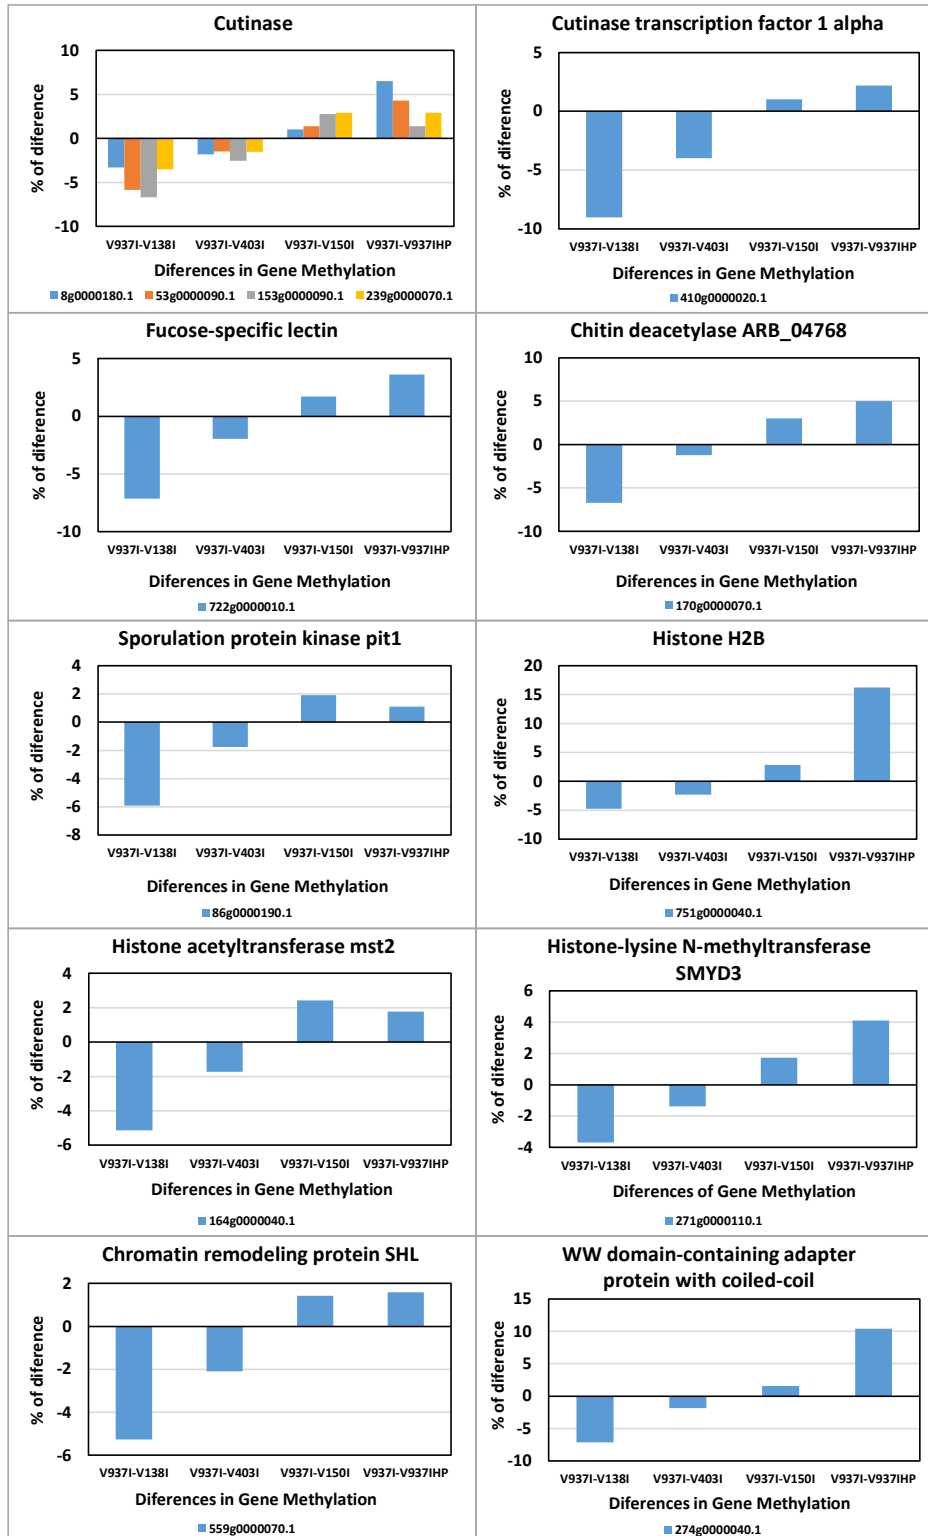 Cutinase
10
5
0
-5
-10
% of diference
V937I-V138I V937I-V403I V937I-V150I V937I-V937IHP
Diferences in Gene Methylation
8g0000180.1 53g0000090.1 153g0000090.1 239g0000070.1
Cutinase transcription factor 1 alpha
5
0
-5
-10
% of diference
V937I-V138I V937I-V403I V937I-V150I V937I-V937IHP
Diferences in Gene Methylation
410g0000020.1
Fucose-specific lectin
5
0
-5
-10
% of diference
V937I-V138I V937I-V403I V937I-V150I V937I-V937IHP
Diferences in Gene Methylation
722g0000010.1
Chitin deacetylase ARB_04768
10
5
0
-5
-10
% of diference
V937I-V138I V937I-V403I V937I-V150I V937I-V937IHP
Diferences in Gene Methylation
170g0000070.1
Sporulation protein kinase pit1
4
2
0
-2
-4
-6
-8
% of diference
V937I-V138I V937I-V403I V937I-V150I V937I-V937IHP
Diferences in Gene Methylation
86g0000190.1
Histone H2B
20
15
10
5
0
-5
-10
% of diference
V937I-V138I V937I-V403I V937I-V150I V937I-V937IHP
Diferences in Gene Methylation
751g0000040.1
Histone acetyltransferase mst2
4
2
0
-2
-4
-6
% of diference
V937I-V138I V937I-V403I V937I-V150I V937I-V937IHP
Diferences in Gene Methylation
164g0000040.1
Histone-lysine N-methyltransferase
SMYD3
6
4
2
0
-2
-4
% of diference
V937I-V138I V937I-V403I V937I-V150I V937I-V937IHP
Diferences of Gene Methylation
271g0000110.1
Chromatin remodeling protein SHL
2
0
-2
-4
-6
% of diference
V937I-V138I V937I-V403I V937I-V150I V937I-V937IHP
Diferences in Gene Methylation
559g0000070.1
WW domain-containing adapter
protein with coiled-coil
15
10
5
0
-5
-10
% of diference
V937I-V138I V937I-V403I V937I-V150I V937I-V937IHP
Diferences in Gene Methylation
274g0000040.1